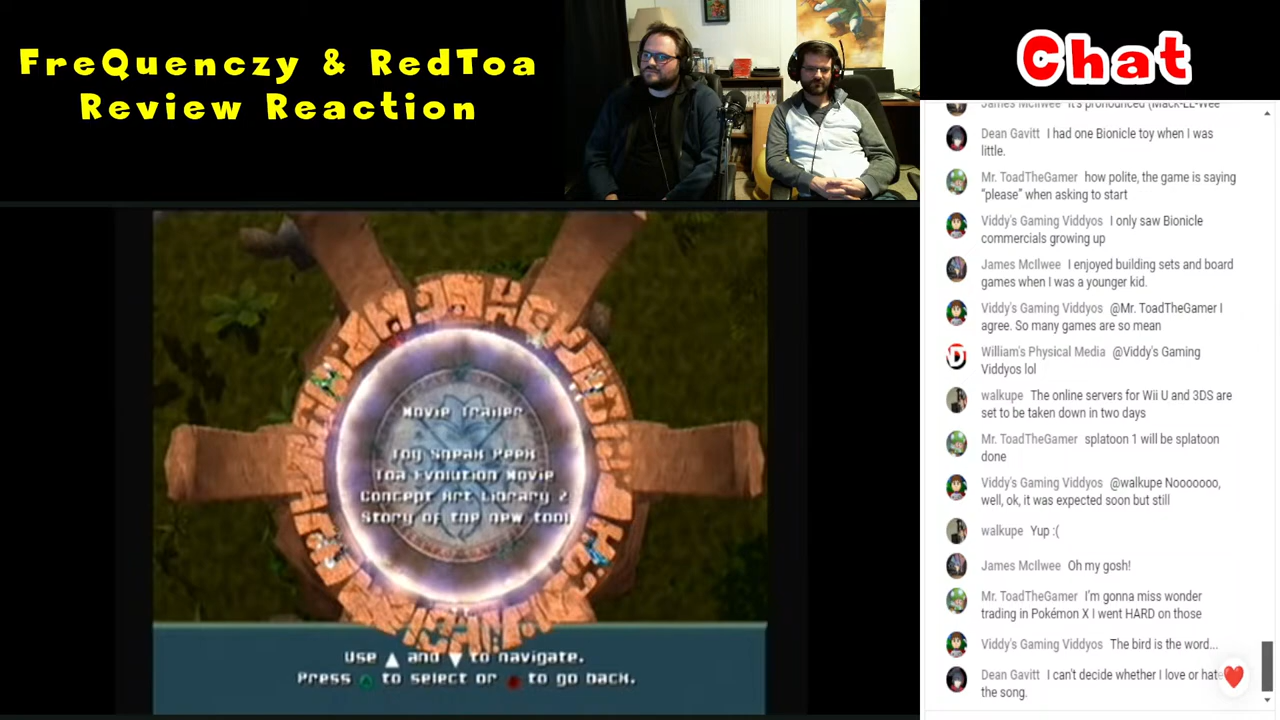 FreQuenczy & RedToa
Review Reaction
Chat
James McIlwee It's pronounced (Mack-LL-Wee
Dean Gavitt I had one Bionicle toy when I was
little.
Mr. ToadTheGamer how polite, the game is saying
“please” when asking to start
Viddy's Gaming Viddyos I only saw Bionicle
commercials growing up
James McIlwee I enjoyed building sets and board
games when I was a younger kid.
Viddy's Gaming Viddyos @Mr. ToadTheGamer I
agree. So many games are so mean
William's Physical Media @Viddy's Gaming
Viddyos lol
walkupe The online servers for Wii U and 3DS are
set to be taken down in two days
Mr. ToadTheGamer splatoon 1 will be splatoon
done
Viddy's Gaming Viddyos @walkupe Nooooooo,
well, ok, it was expected soon but still
walkupe Yup :(
James McIlwee Oh my gosh!
Mr. ToadTheGamer I'm gonna miss wonder
trading in Pokémon X I went HARD on those
Viddy's Gaming Viddyos The bird is the word...
Dean Gavitt I can't decide whether I love or hate
the song.
Movie Trailer
Toy Sneak Peek
Toa Evolution Movie
Concept Art Library 2
Story of the new tool
Use ▲ and ▼ to navigate.
Press to select or to go back.